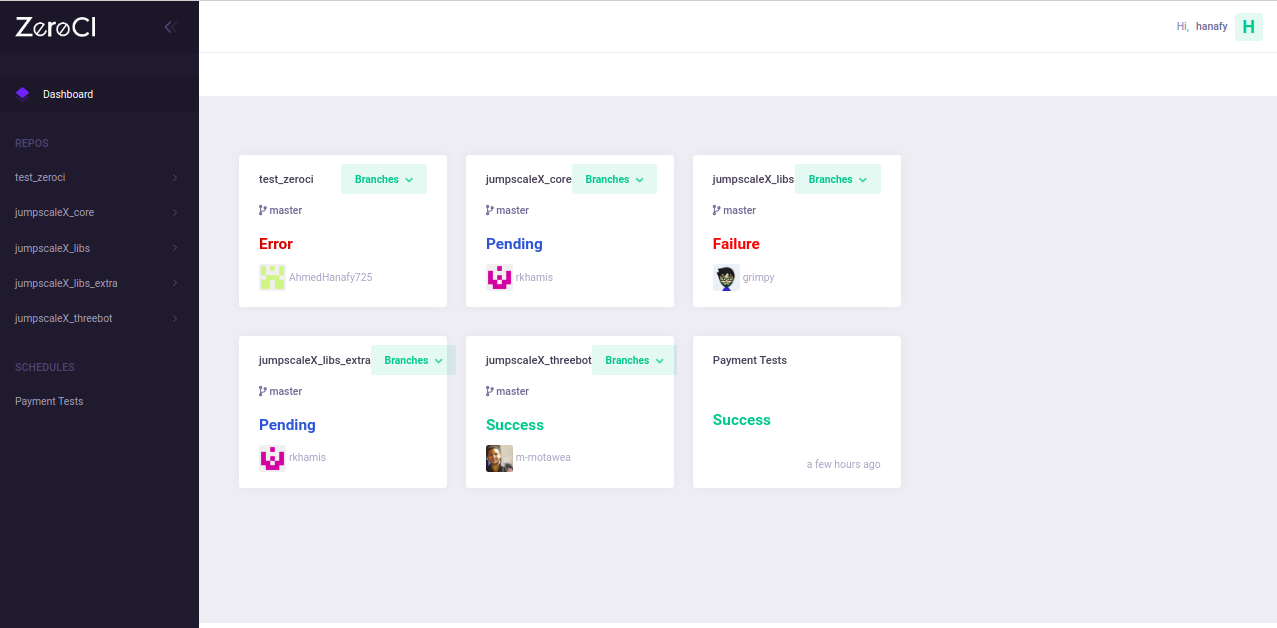 ZeroCI
Hi, hanafy H
Dashboard
REPOS
test_zeroci
jumpscaleX_core
jumpscaleX_libs
jumpscaleX_libs_extra
jumpscaleX_threebot
SCHEDULES
Payment Tests
test_zeroci Branches
master
Error
AhmedHanafy725
jumpscaleX_core Branches
master
Pending
rkhamis
jumpscaleX_libs Branches
master
Failure
grimpy
jumpscaleX_libs_extra Branches
master
Pending
rkhamis
jumpscaleX_threebot Branches
master
Success
m-motawea
Payment Tests
Success
a few hours ago